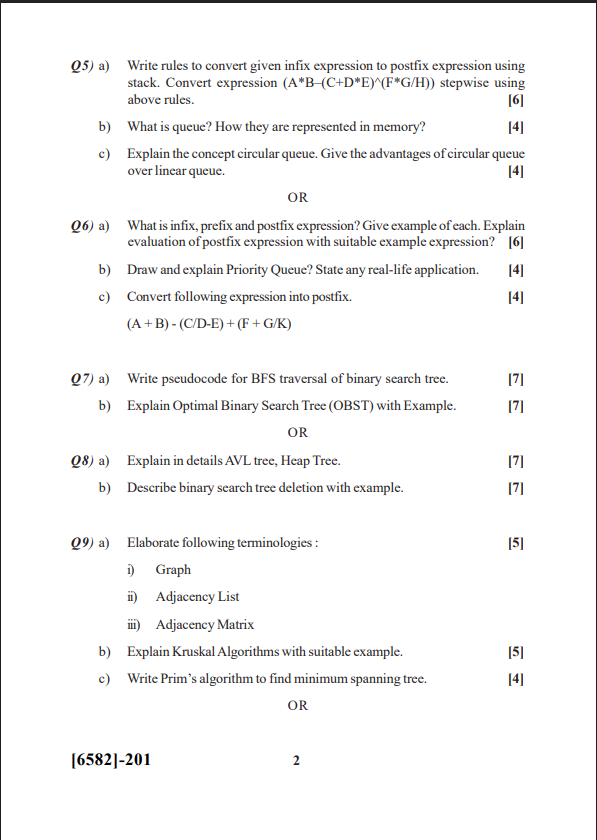 Q5) a) Write rules to convert given infix expression to postfix expression using
stack. Convert expression (A*B–(C+D*E)^(F*G/H)) stepwise using
above rules. [6]
b) What is queue? How they are represented in memory? [4]
c) Explain the concept circular queue. Give the advantages of circular queue
over linear queue. [4]
OR
Q6) a) What is infix, prefix and postfix expression? Give example of each. Explain
evaluation of postfix expression with suitable example expression? [6]
b) Draw and explain Priority Queue? State any real-life application. [4]
c) Convert following expression into postfix. [4]
(A + B) - (C/D-E) + (F + G/K)
Q7) a) Write pseudocode for BFS traversal of binary search tree. [7]
b) Explain Optimal Binary Search Tree (OBST) with Example. [7]
OR
Q8) a) Explain in details AVL tree, Heap Tree. [7]
b) Describe binary search tree deletion with example. [7]
Q9) a) Elaborate following terminologies : [5]
i) Graph
ii) Adjacency List
iii) Adjacency Matrix
b) Explain Kruskal Algorithms with suitable example. [5]
c) Write Prim's algorithm to find minimum spanning tree. [4]
OR
[6582]-201 2